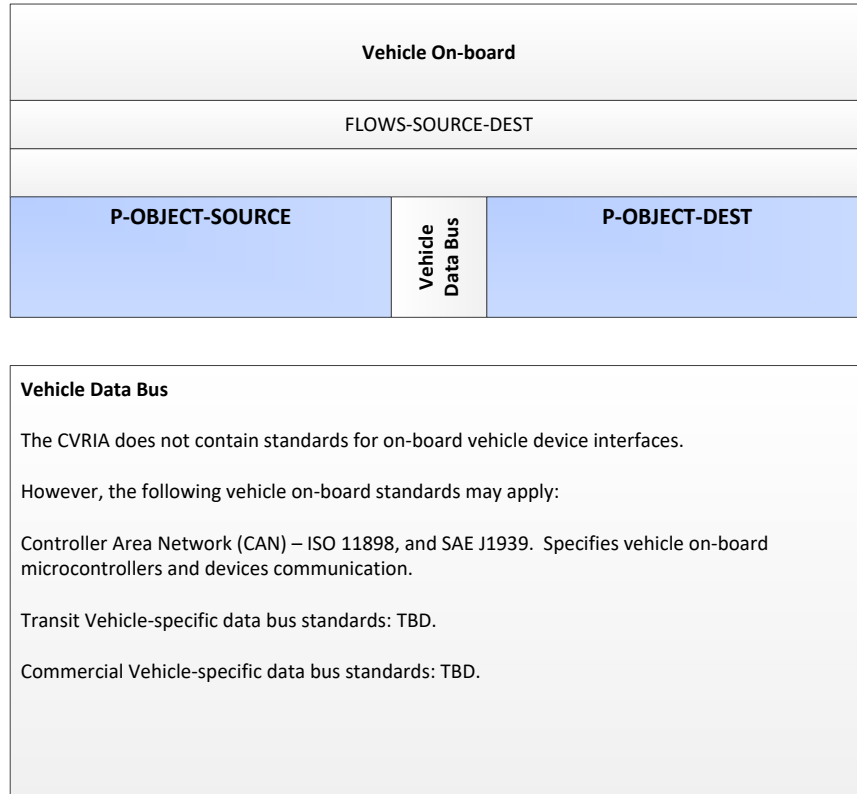 Vehicle On-board
FLOWS-SOURCE-DEST
P-OBJECT-SOURCE
Vehicle
Data Bus
P-OBJECT-DEST
Vehicle Data Bus
The CVRIA does not contain standards for on-board vehicle device interfaces.
However, the following vehicle on-board standards may apply:
Controller Area Network (CAN) – ISO 11898, and SAE J1939.  Specifies vehicle on-board
microcontrollers and devices communication.
Transit Vehicle-specific data bus standards: TBD.
Commercial Vehicle-specific data bus standards: TBD.